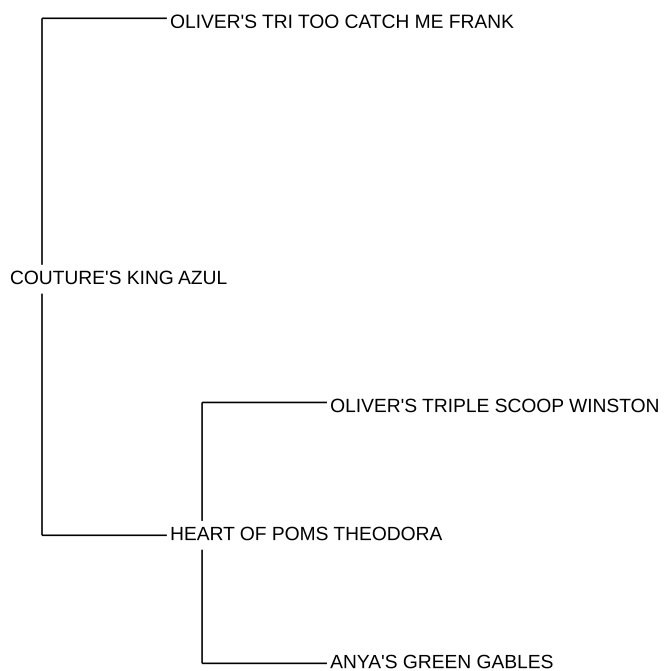 OLIVER'S TRI TOO CATCH ME FRANK
COUTURE'S KING AZUL
OLIVER'S TRIPLE SCOOP WINSTON
HEART OF POMS THEODORA
ANYA'S GREEN GABLES